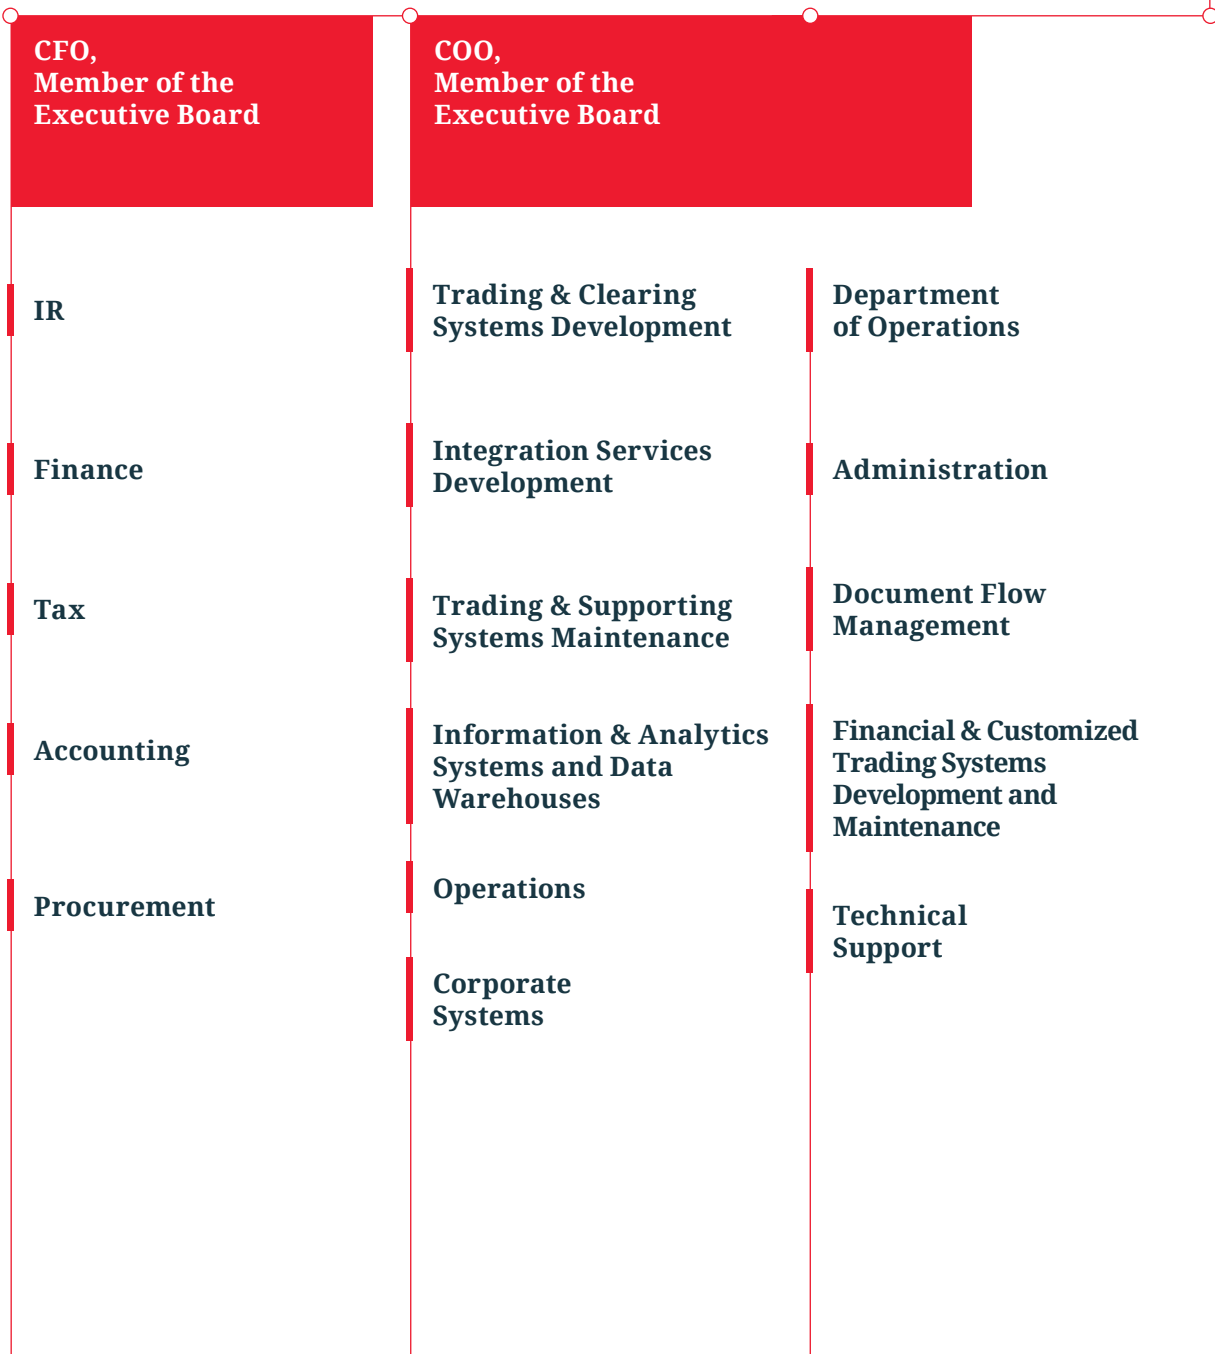 CFO,
Member of the
Executive Board
IR
Finance
Tax
Accounting
Procurement
COO,
Member of the
Executive Board
Trading & Clearing
Systems Development
Integration Services
Development
Trading & Supporting
Systems Maintenance
Information & Analytics
Systems and Data
Warehouses
Operations
Corporate
Systems
Department
of Operations
Administration
Document Flow
Management
Financial & Customized
Trading Systems
Development and
Maintenance
Technical
Support